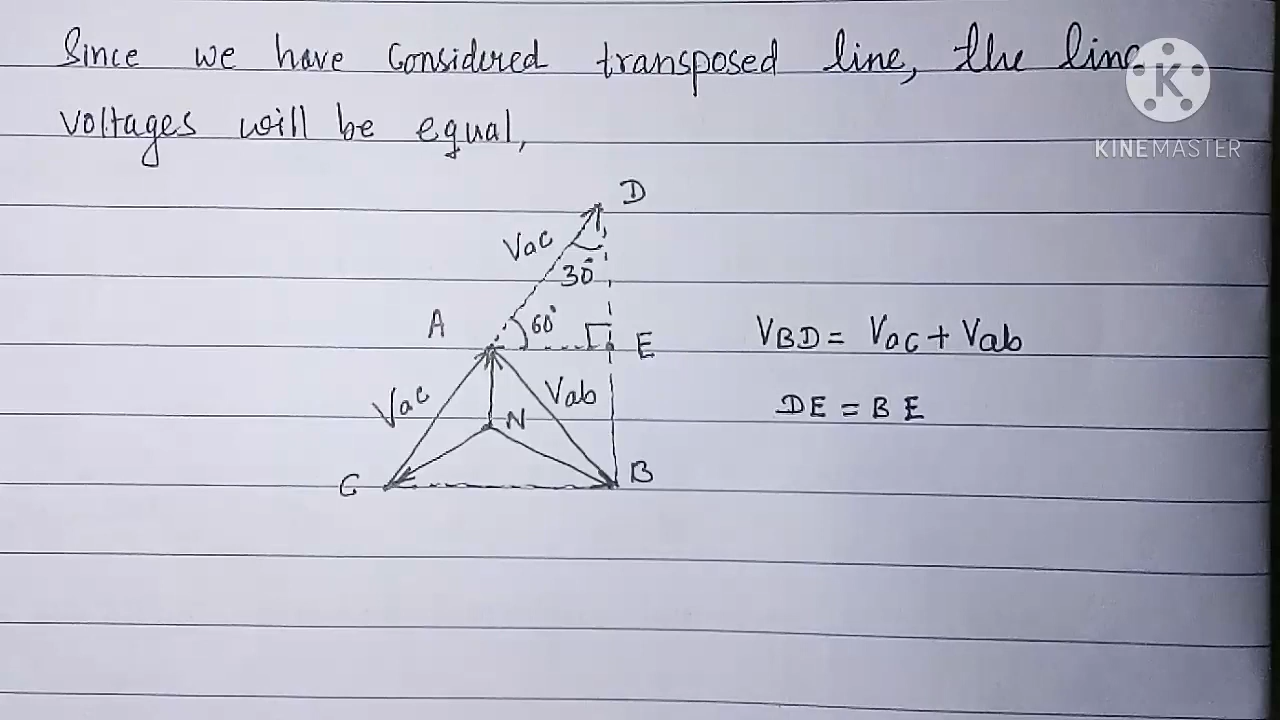 Since we have Considered transposed line, the line
voltages will be equal,
K
KINEMASTER
D
Vac
30°
A
60°
E
VBD = Vac + Vab
Vac
Vab
DE = BE
N
C
B